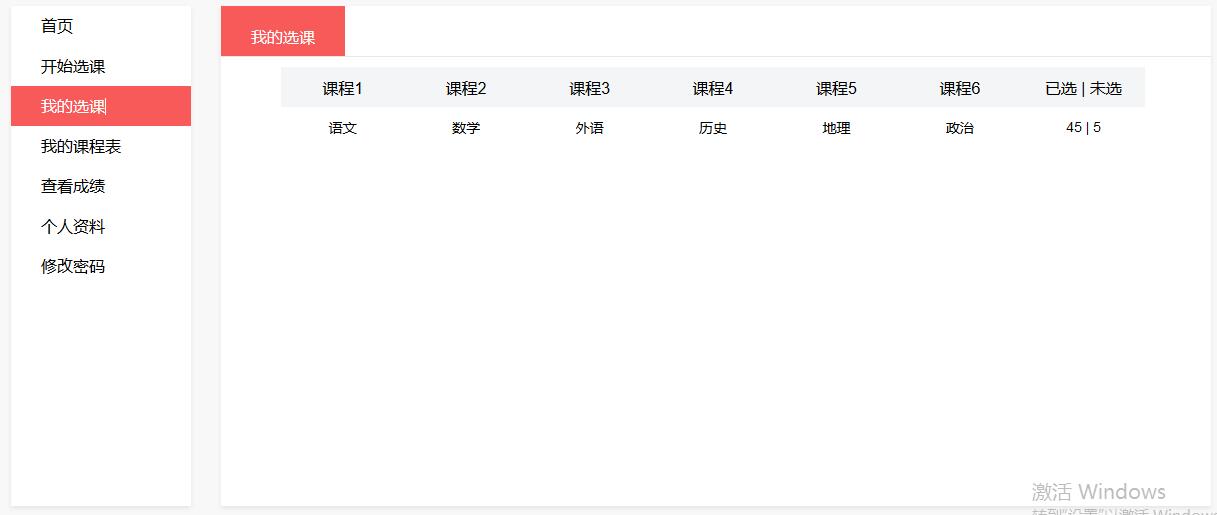 首页
开始选课
我的选课
我的课程表
查看成绩
个人资料
修改密码
我的选课
课程1 课程2 课程3 课程4 课程5 课程6 已选 | 未选
语文 数学 外语 历史 地理 政治 45 | 5
激活 Windows
转到"设置"以激活 Windows